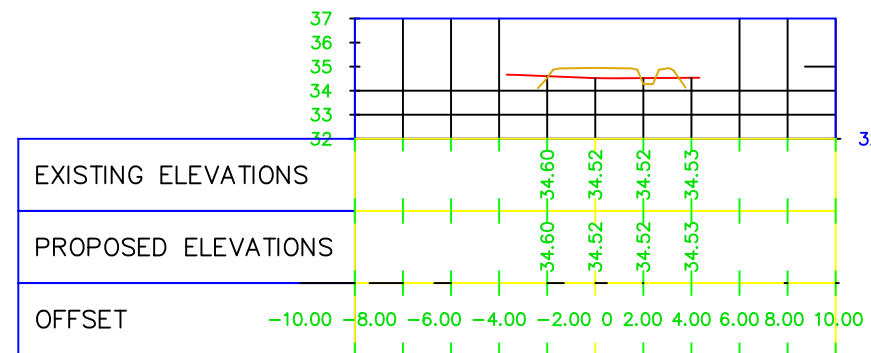 37
36
35
34
33
32
EXISTING ELEVATIONS 34.60 34.52 34.52 34.53
PROPOSED ELEVATIONS 34.60 34.52 34.52 34.53
OFFSET -10.00 -8.00 -6.00 -4.00 -2.00 0 2.00 4.00 6.00 8.00 10.00